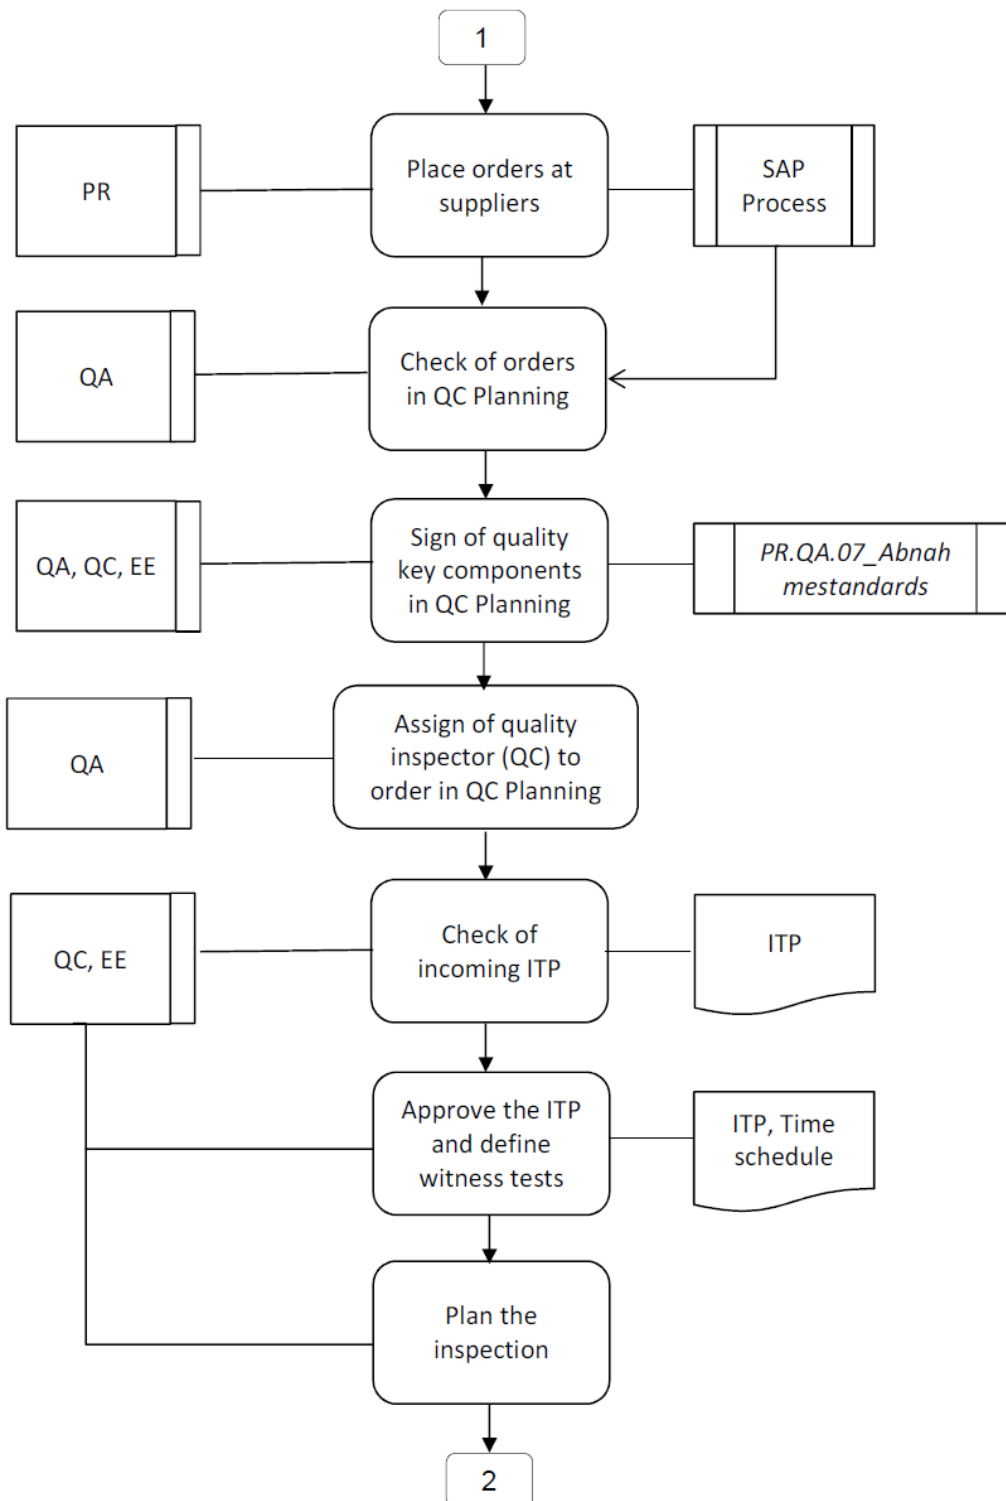 1
PR
Place orders at
suppliers
SAP
Process
QA
Check of orders
in QC Planning
QA, QC, EE
Sign of quality
key components
in QC Planning
PR.QA.07_Abnah
mestandards
QA
Assign of quality
inspector (QC) to
order in QC Planning
QC, EE
Check of
incoming ITP
ITP
Approve the ITP
and define
witness tests
ITP, Time
schedule
Plan the
inspection
2